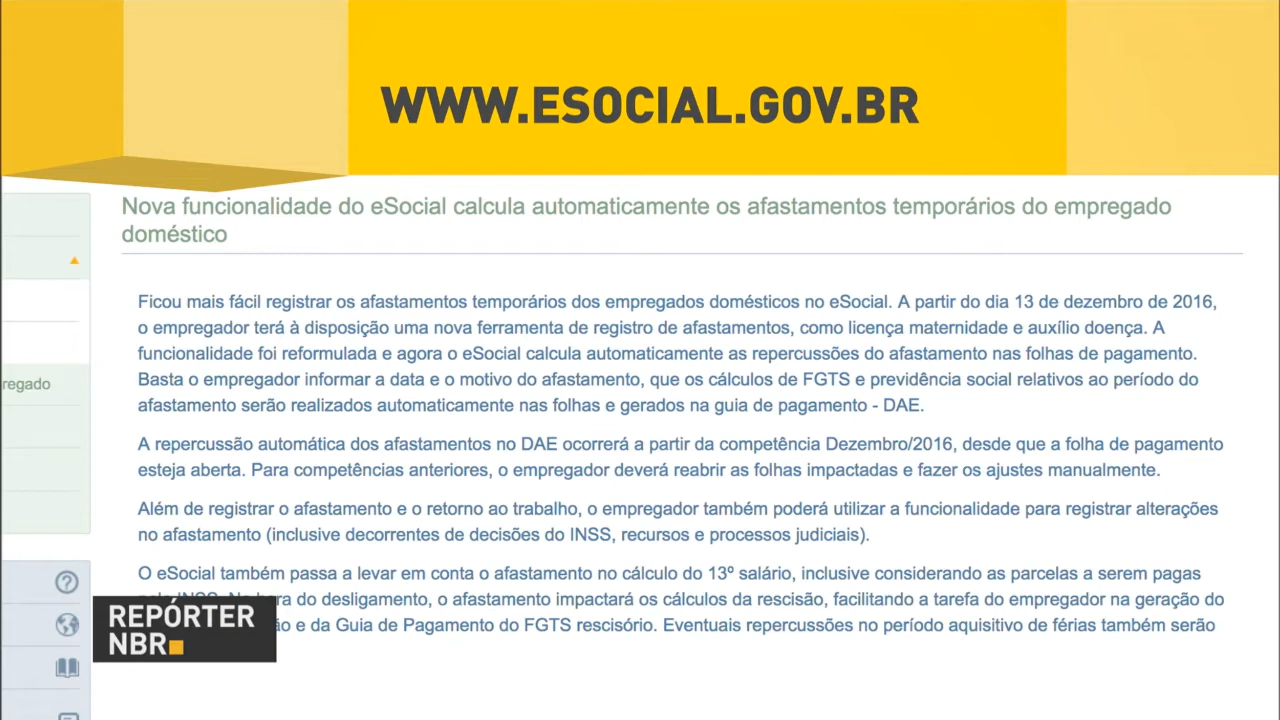 WWW.ESOCIAL.GOV.BR
Nova funcionalidade do eSocial calcula automaticamente os afastamentos temporários do empregado
doméstico
Ficou mais fácil registrar os afastamentos temporários dos empregados domésticos no eSocial. A partir do dia 13 de dezembro de 2016,
o empregador terá à disposição uma nova ferramenta de registro de afastamentos, como licença maternidade e auxílio doença. A
funcionalidade foi reformulada e agora o eSocial calcula automaticamente as repercussões do afastamento nas folhas de pagamento.
Basta o empregador informar a data e o motivo do afastamento, que os cálculos de FGTS e previdência social relativos ao período do
afastamento serão realizados automaticamente nas folhas e gerados na guia de pagamento - DAE.
A repercussão automática dos afastamentos no DAE ocorrerá a partir da competência Dezembro/2016, desde que a folha de pagamento
esteja aberta. Para competências anteriores, o empregador deverá reabrir as folhas impactadas e fazer os ajustes manualmente.
Além de registrar o afastamento e o retorno ao trabalho, o empregador também poderá utilizar a funcionalidade para registrar alterações
no afastamento (inclusive decorrentes de decisões do INSS, recursos e processos judiciais).
O eSocial também passa a levar em conta o afastamento no cálculo do 13º salário, inclusive considerando as parcelas a serem pagas
do desligamento, o afastamento impactará os cálculos da rescisão, facilitando a tarefa do empregador na geração do
e da Guia de Pagamento do FGTS rescisório. Eventuais repercussões no período aquisitivo de férias também serão
regado
REPÓRTER
NBR